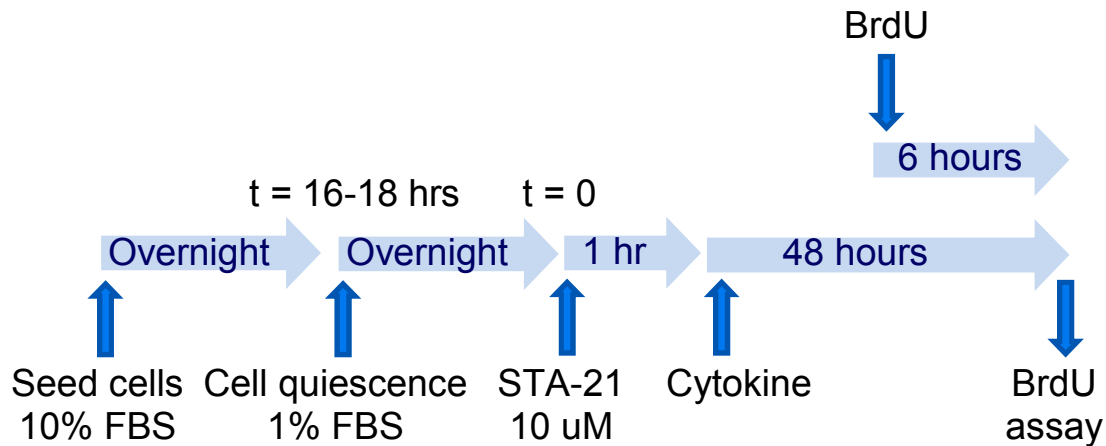 BrdU
6 hours
t = 16-18 hrs
t = 0
Overnight
Overnight
1 hr
48 hours
Seed cells
10% FBS
Cell quiescence
1% FBS
STA-21
10 uM
Cytokine
BrdU
assay